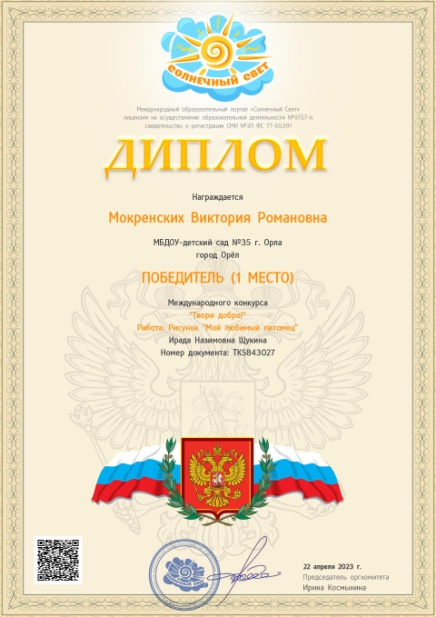 СОЛНЕЧНЫЙ СВЕТ
Международный образовательный портал «Солнечный Свет»
лицензия на осуществление образовательной деятельности №9757-л
свидетельство о регистрации СМИ №ЭЛ ФС 77-65391
ДИПЛОМ
Награждается
Мокренских Виктория Романовна
МБДОУ-детский сад №35 г. Орла
город Орёл
ПОБЕДИТЕЛЬ (1 МЕСТО)
Международного конкурса
"Твори добро!"
Работа: Рисунок "Мой любимый питомец"
Ирада Назимовна Щукина
Номер документа: TK5843027
22 апреля 2023 г.
Председатель оргкомитета
Ирина Космынина